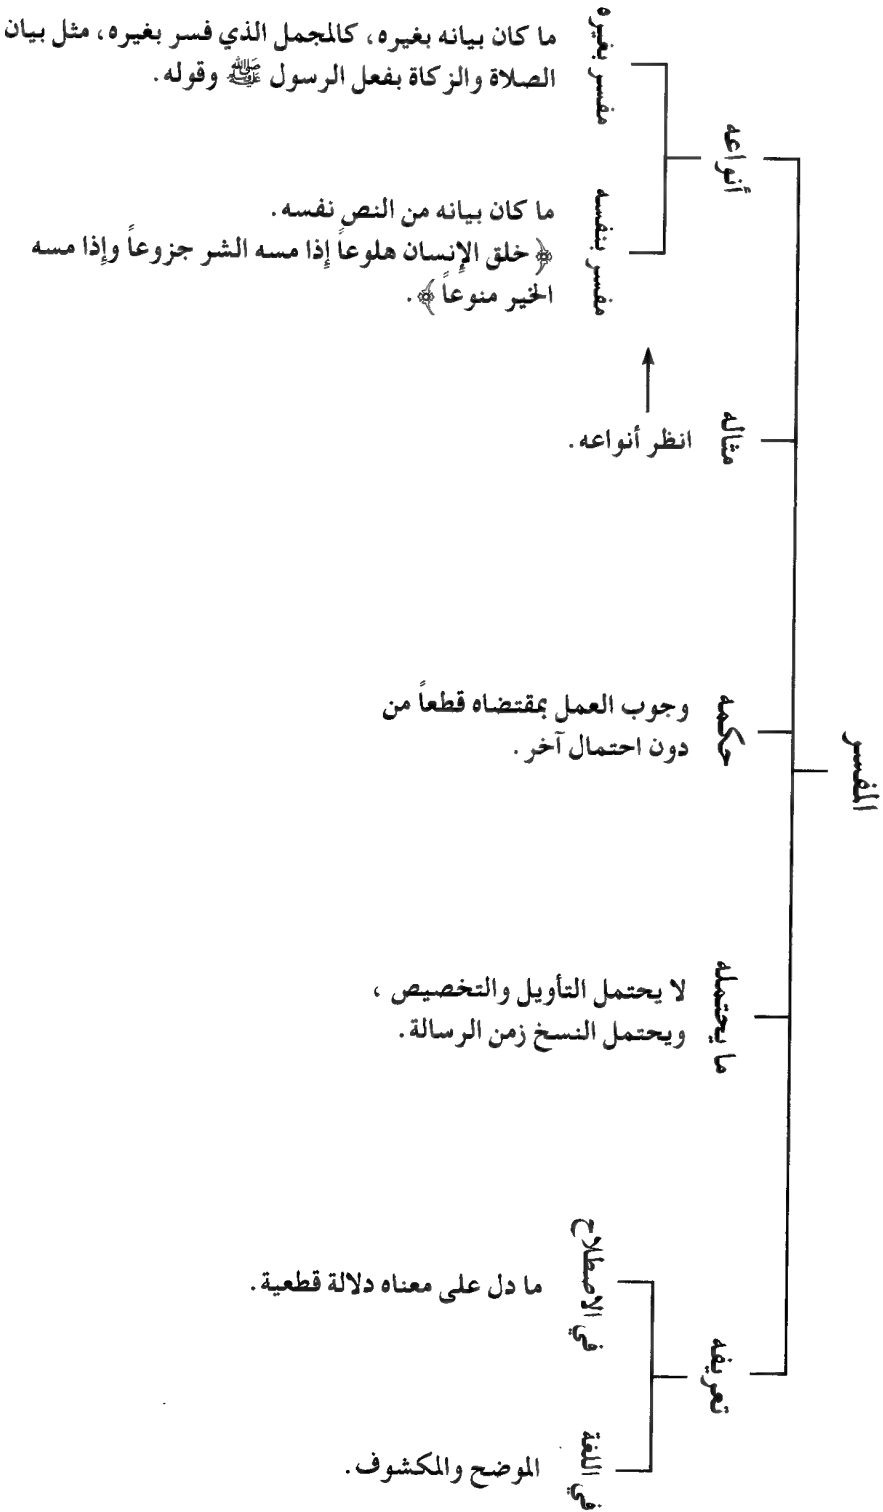 المفسر
أنواعه
مفسر بغيره
ما كان بيانه بغيره، كالمجمل الذي فسر بغيره، مثل بيان
الصلاة والزكاة بفعل الرسول ﷺ وقوله.
مفسر بنفسه
ما كان بيانه من النص نفسه.
﴿ خلق الإنسان هلوعاً إذا مسه الشر جزوعاً وإذا مسه
الخير منوعاً ﴾.
مثاله
انظر أنواعه.
حكمه
وجوب العمل بمقتضاه قطعاً من
دون احتمال آخر.
ما يحتمله
لا يحتمل التأويل والتخصيص ،
ويحتمل النسخ زمن الرسالة.
تعريفه
في الاصطلاح
ما دل على معناه دلالة قطعية.
في اللغة
الموضح والمكشوف.